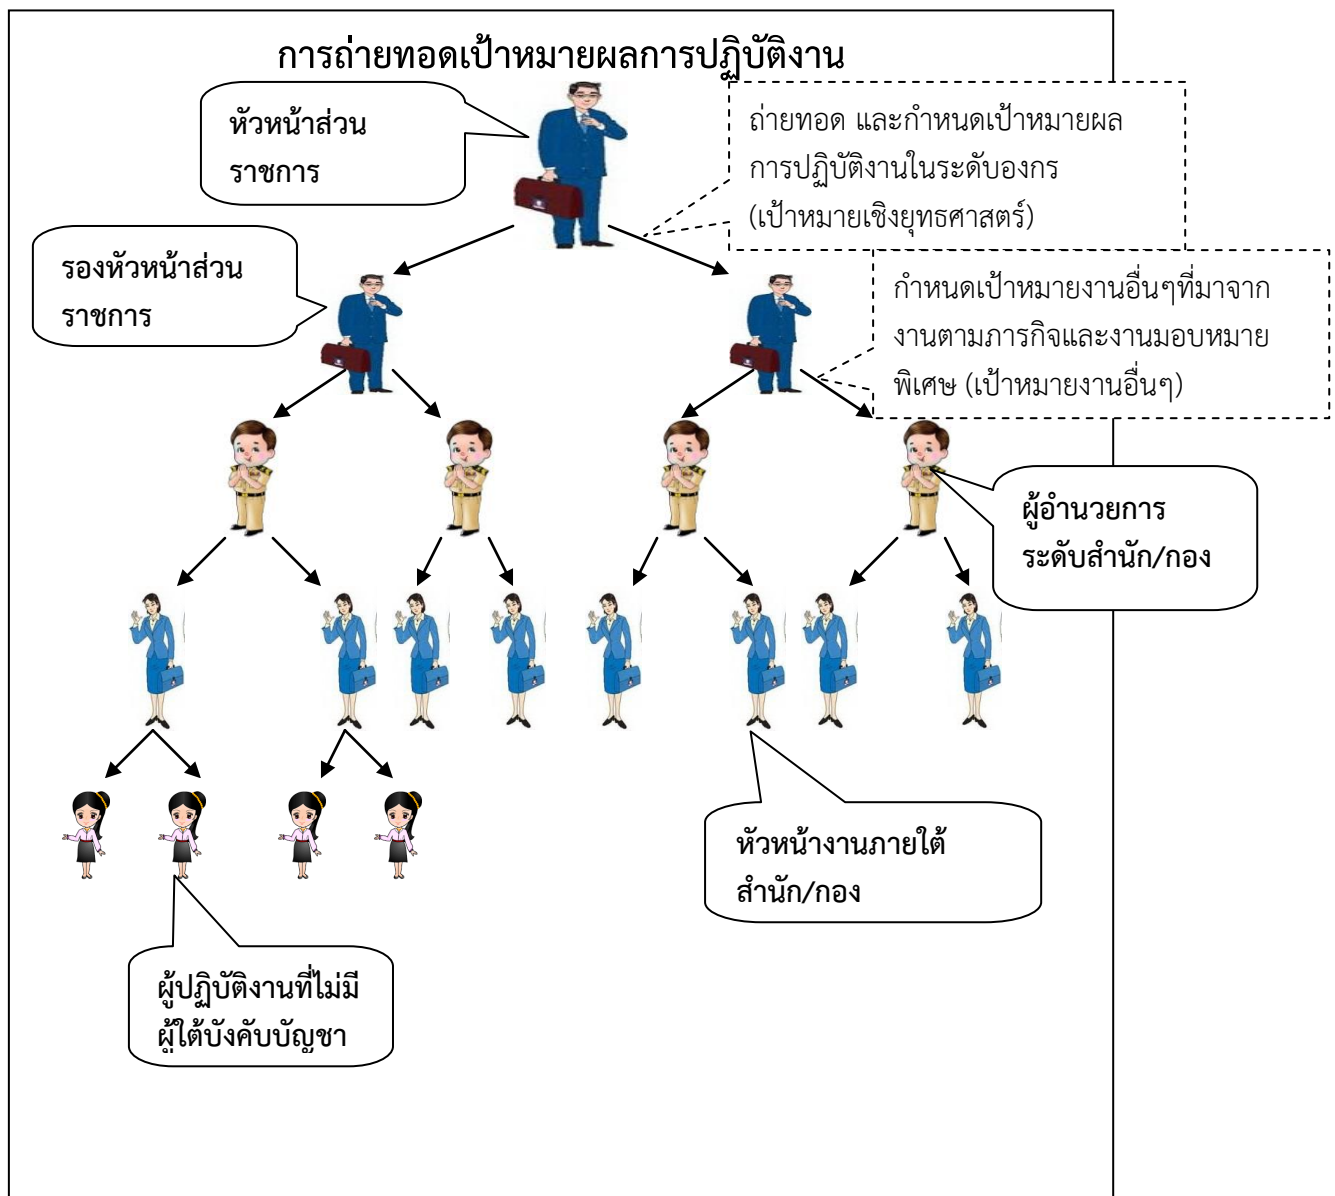 การถ่ายทอดเป้าหมายผลการปฏิบัติงาน
หัวหน้าส่วน
ราชการ
ถ่ายทอด และกำหนดเป้าหมายผล
การปฏิบัติงานในระดับองกร
(เป้าหมายเชิงยุทธศาสตร์)
รองหัวหน้าส่วน
ราชการ
กำหนดเป้าหมายงานอื่นๆที่มาจาก
งานตามภารกิจและงานมอบหมาย
พิเศษ (เป้าหมายงานอื่นๆ)
ผู้อำนวยการ
ระดับสำนัก/กอง
หัวหน้างานภายใต้
สำนัก/กอง
ผู้ปฏิบัติงานที่ไม่มี
ผู้ใต้บังคับบัญชา